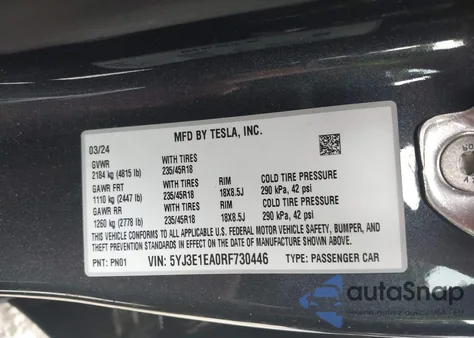 MFD BY TESLA, INC.
03/24
GVWR WITH TIRES
2184 kg (4815 lb) 235/45R18
GAWR FRT WITH TIRES RIM COLD TIRE PRESSURE
1110 kg (2447 lb) 235/45R18 18X8.5J 290 kPa, 42 psi
GAWR RR WITH TIRES RIM COLD TIRE PRESSURE
1260 kg (2778 lb) 235/45R18 18X8.5J 290 kPa, 42 psi
THIS VEHICLE CONFORMS TO ALL APPLICABLE U.S. FEDERAL MOTOR VEHICLE SAFETY, BUMPER, AND
THEFT PREVENTION STANDARDS IN EFFECT ON THE DATE OF MANUFACTURE SHOWN ABOVE.
PNT: PN01 VIN: 5YJ3E1EA0RF730446 TYPE: PASSENGER CAR
autoSnap